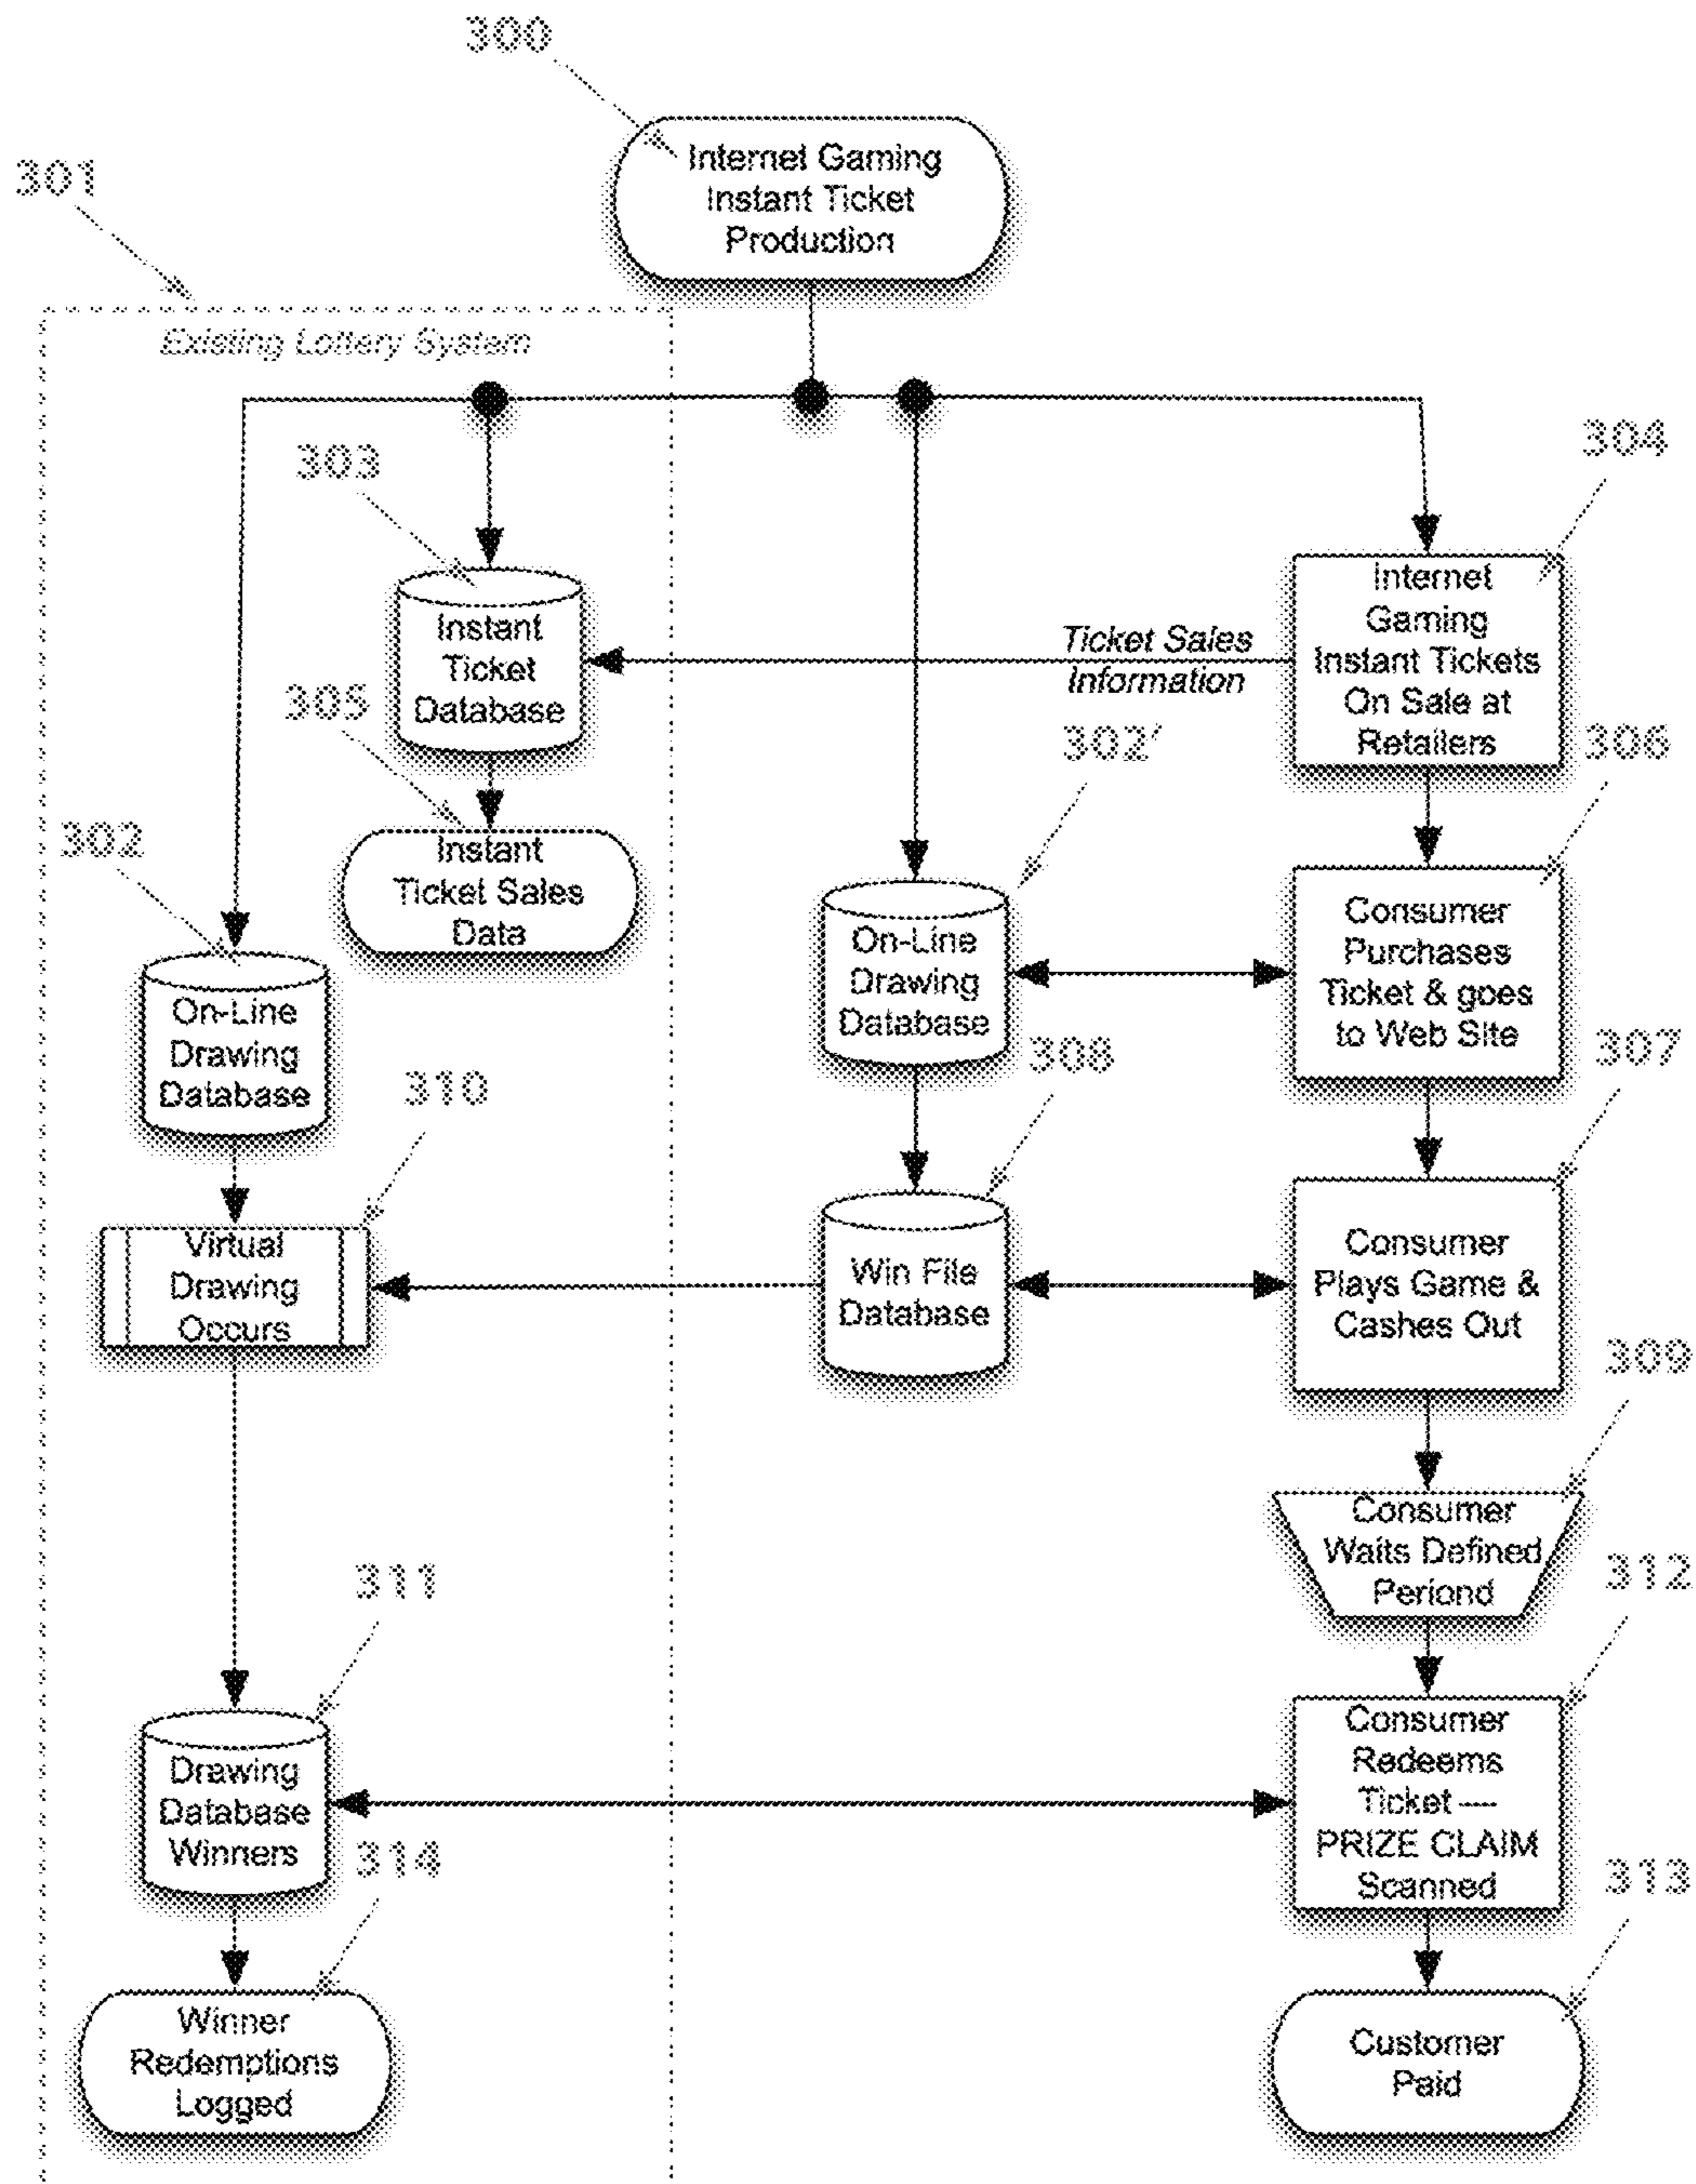 300
Internet Gaming
Instant Ticket
Production
301
Existing Lottery System
303
304
Instant
Ticket
Database
Ticket Sales
Information
Internet
Gaming
Instant Tickets
On Sale at
Retailers
305
302'
306
Instant
Ticket Sales
Data
302
On-Line
Drawing
Database
On-Line
Drawing
Database
Consumer
Purchases
Ticket & goes
to Web Site
310
308
307
Virtual
Drawing
Occurs
Win File
Database
Consumer
Plays Game &
Cashes Out
309
Consumer
Waits Defined
Periond
311
312
Drawing
Database
Winners
Consumer
Redeems
Ticket —
PRIZE CLAIM
Scanned
314
313
Winner
Redemptions
Logged
Customer
Paid